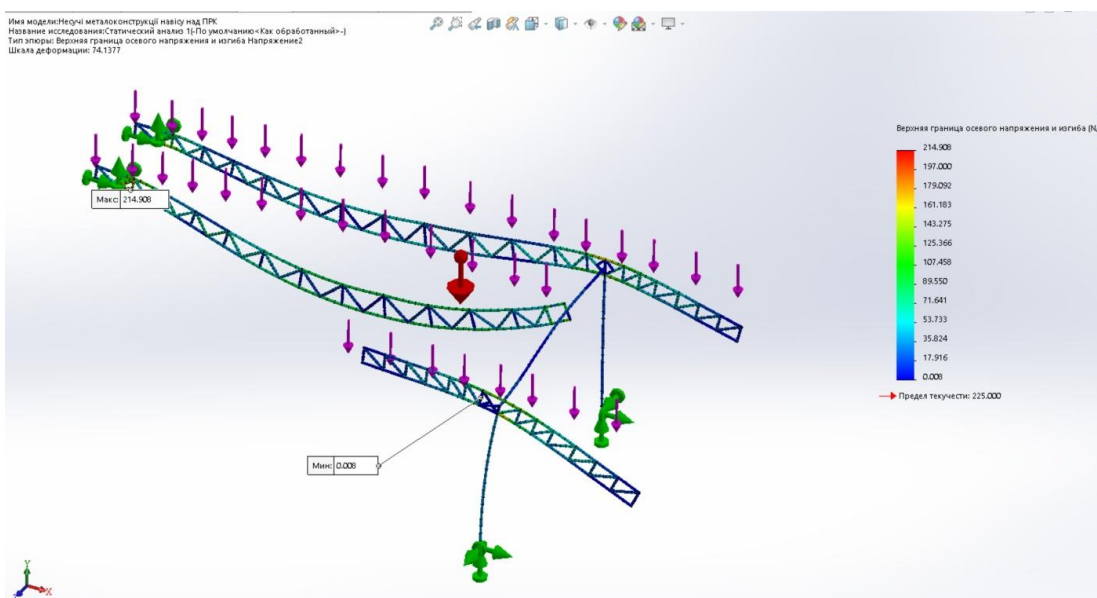 Имя модели:Несучі металоконструкції навісу над ПРК
Название исследования:Статический анализ 1(-По умолчанию<Как обработанный>-)
Тип эпюры: Верхняя граница осевого напряжения и изгиба Напряжение2
Шкала деформации: 74.1377
Верхняя граница осевого напряжения и изгиба (N/
214.908
197.000
179.092
161.183
143.275
125.366
107.458
89.550
71.641
53.733
35.824
17.916
0.008
Предел текучести: 225.000
Макс: 214.908
Мин: 0.008
Y
X